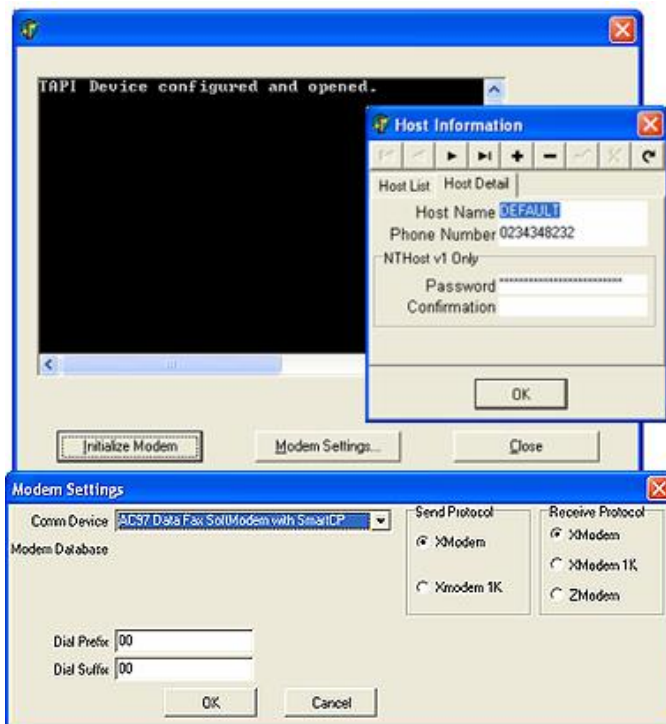 TAPI Device configured and opened.
Host Information
Host List Host Detail
Host Name DEFAULT
Phone Number 0234348232
NTHost v1 Only
Password
Confirmation
OK
Initialize Modem Modem Settings... Close
Modem Settings
Comm Device AC97 Data Fax SoftModem with SmartCP
Modem Database
Send Protocol
XModem
Xmodem 1K
Receive Protocol
XModem
XModem 1K
ZModem
Dial Prefix 00
Dial Suffix 00
OK Cancel